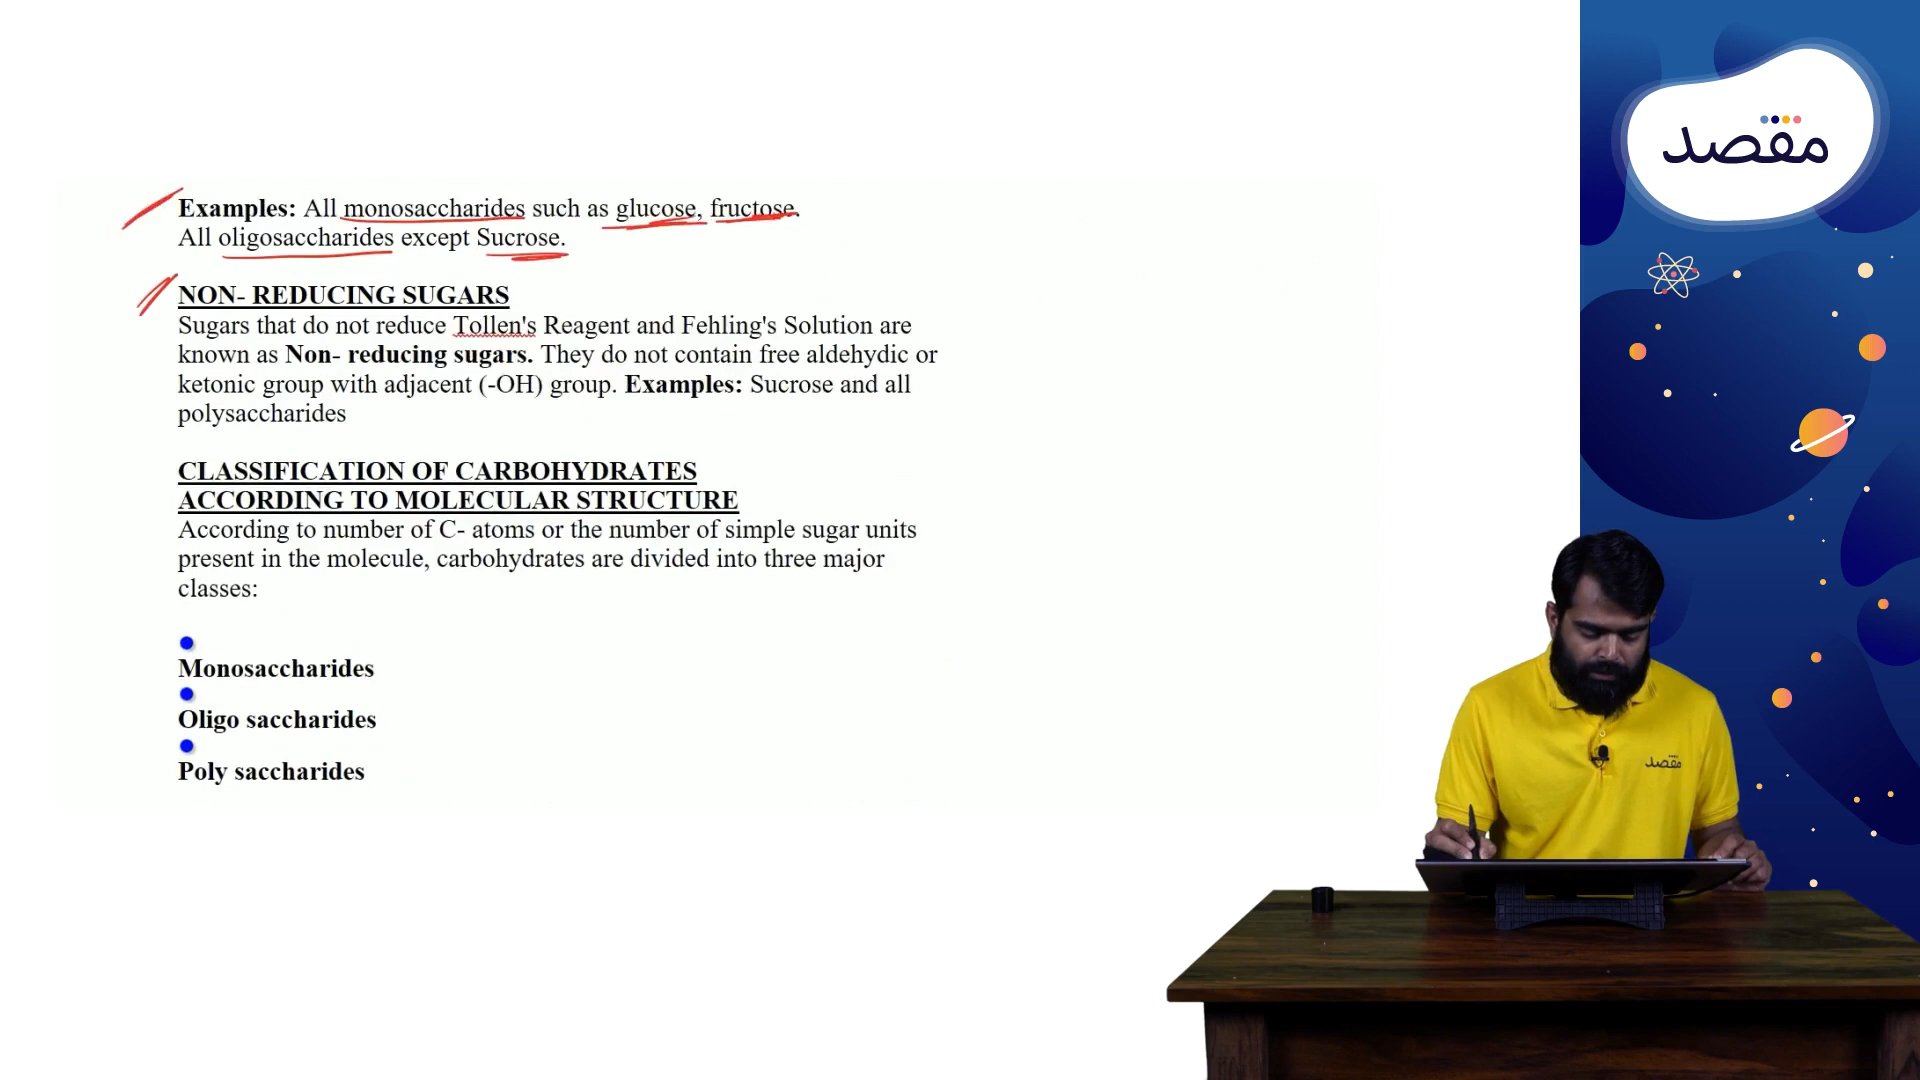 Examples: All monosaccharides such as glucose, fructose.
All oligosaccharides except Sucrose.
NON- REDUCING SUGARS
Sugars that do not reduce Tollen's Reagent and Fehling's Solution are
known as Non- reducing sugars. They do not contain free aldehydic or
ketonic group with adjacent (-OH) group. Examples: Sucrose and all
polysaccharides
CLASSIFICATION OF CARBOHYDRATES
ACCORDING TO MOLECULAR STRUCTURE
According to number of C- atoms or the number of simple sugar units
present in the molecule, carbohydrates are divided into three major
classes:
Monosaccharides
Oligo saccharides
Poly saccharides
مقصد
مقصد